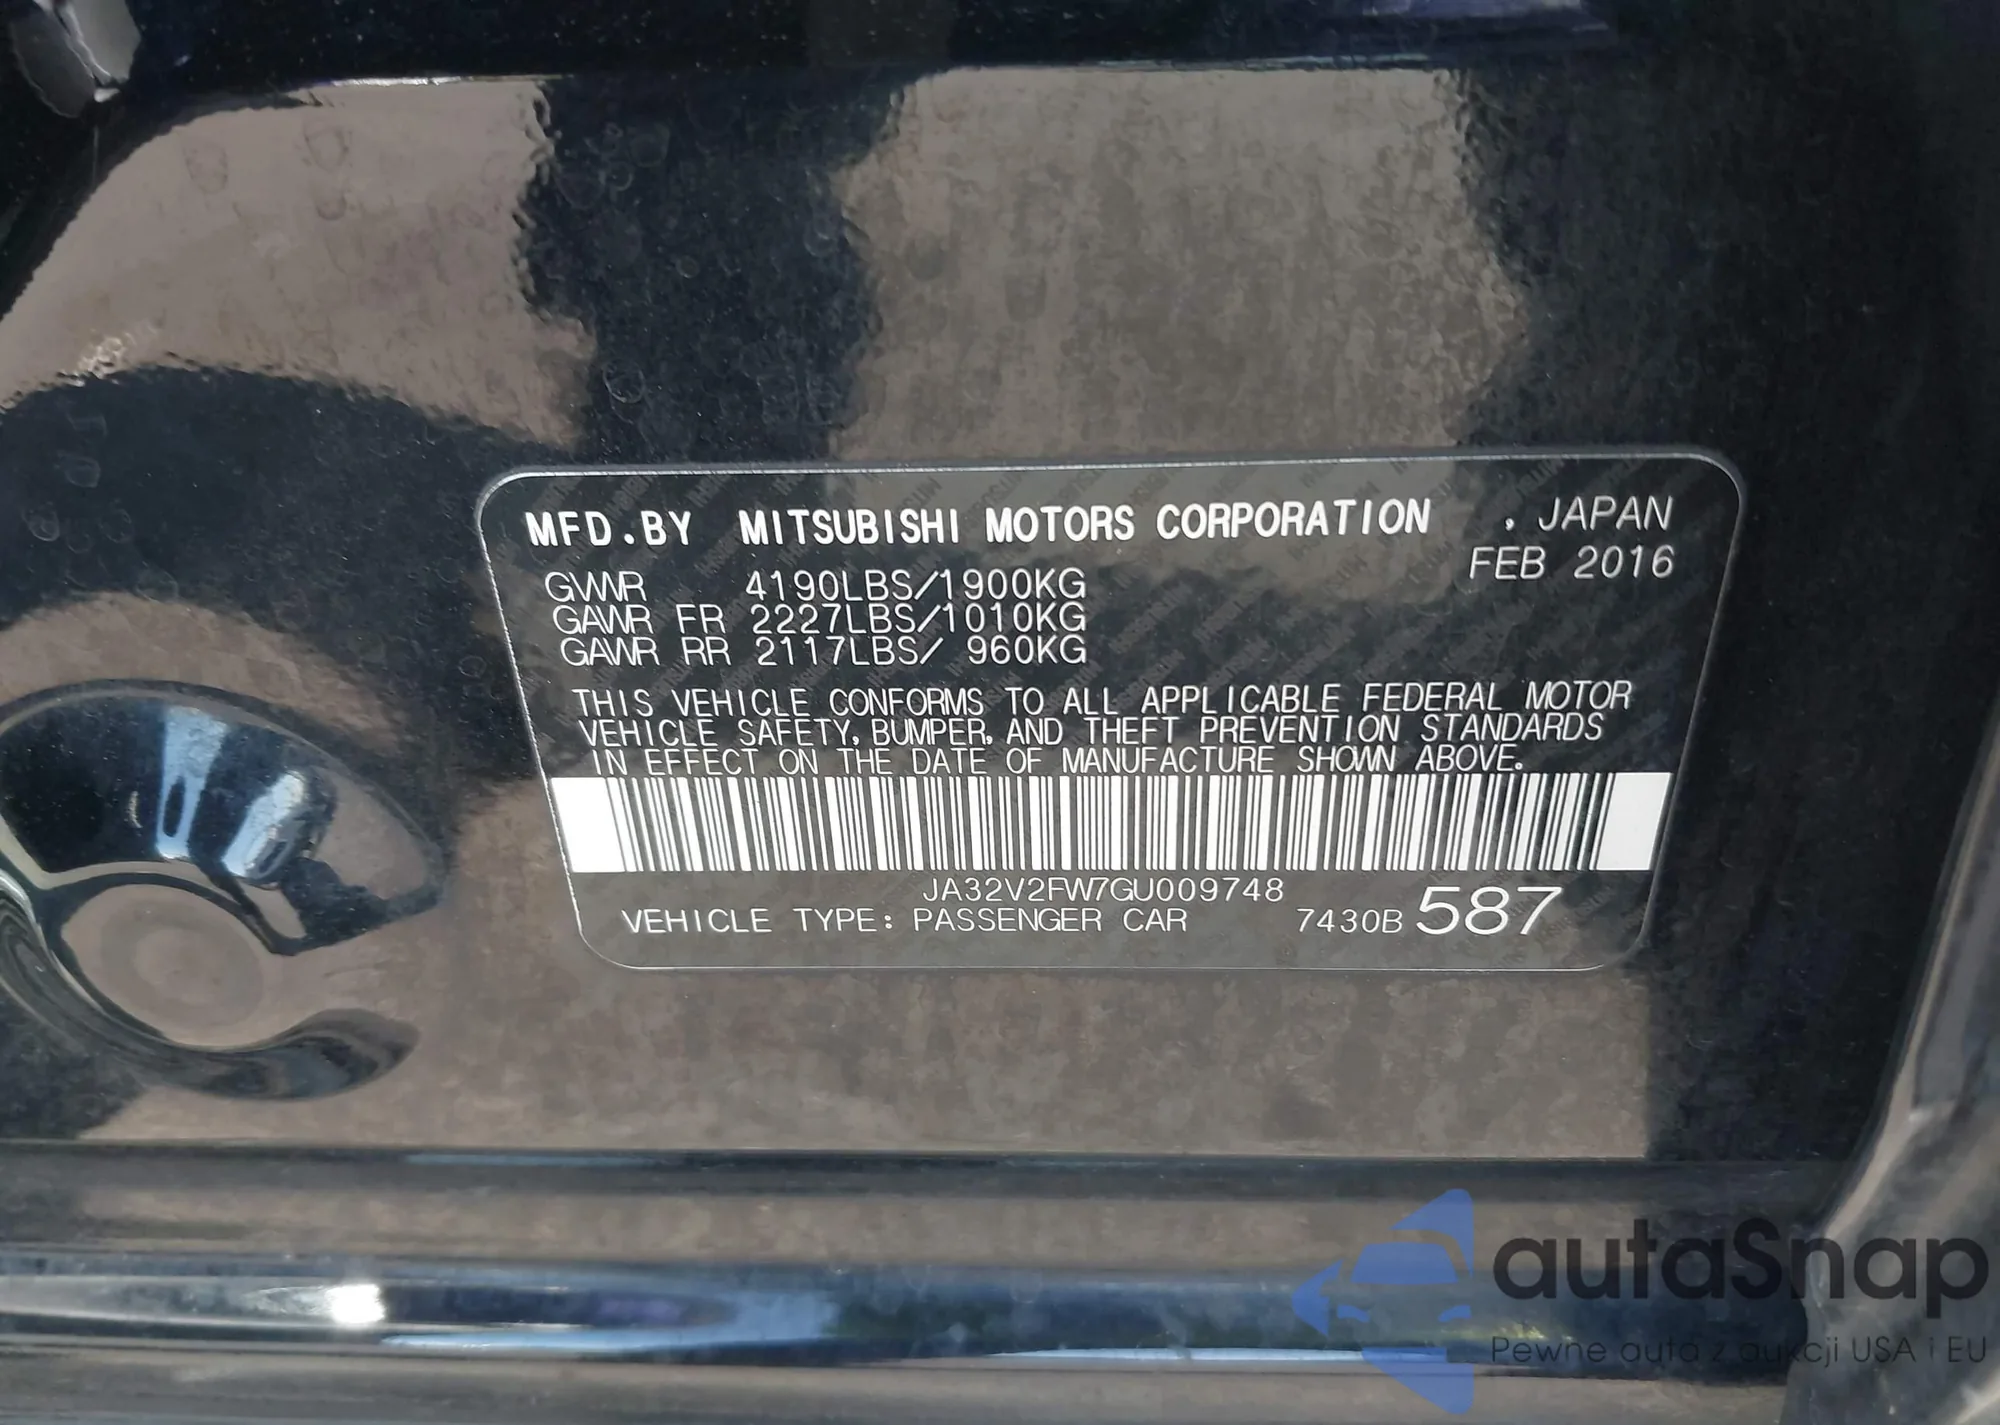 MFD.BY MITSUBISHI MOTORS CORPORATION , JAPAN
FEB 2016
GVWR 4190LBS/1900KG
GAWR FR 2227LBS/1010KG
GAWR RR 2117LBS/ 960KG
THIS VEHICLE CONFORMS TO ALL APPLICABLE FEDERAL MOTOR
VEHICLE SAFETY, BUMPER, AND THEFT PREVENTION STANDARDS
IN EFFECT ON THE DATE OF MANUFACTURE SHOWN ABOVE.
JA32V2FW7GU009748
VEHICLE TYPE: PASSENGER CAR 7430B 587
autaSnap
Pewne auta z aukcji USA i EU